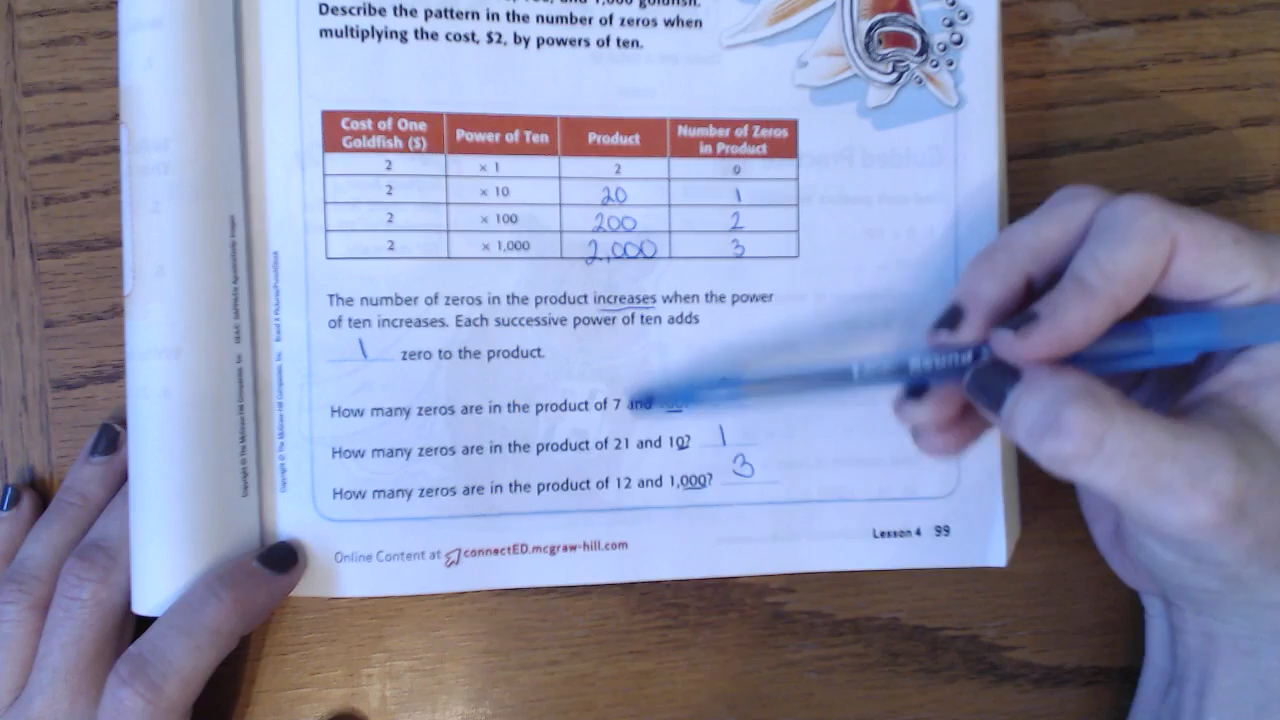 Describe the pattern in the number of zeros when
multiplying the cost, $2, by powers of ten.
Cost of One Goldfish ($) Power of Ten Product Number of Zeros in Product
2 × 1 2 0
2 × 10 20 1
2 × 100 200 2
2 × 1,000 2,000 3
The number of zeros in the product increases when the power
of ten increases. Each successive power of ten adds
1 zero to the product.
How many zeros are in the product of 7 and
How many zeros are in the product of 21 and 10? 1
How many zeros are in the product of 12 and 1,000? 3
Online Content at connectED.mcgraw-hill.com
Lesson 4 99